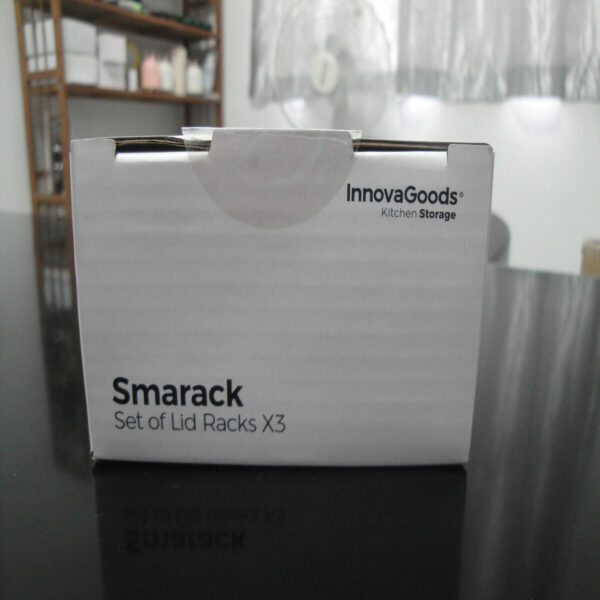 InnovaGoods®
Kitchen Storage
Smarack
Set of Lid Racks X3